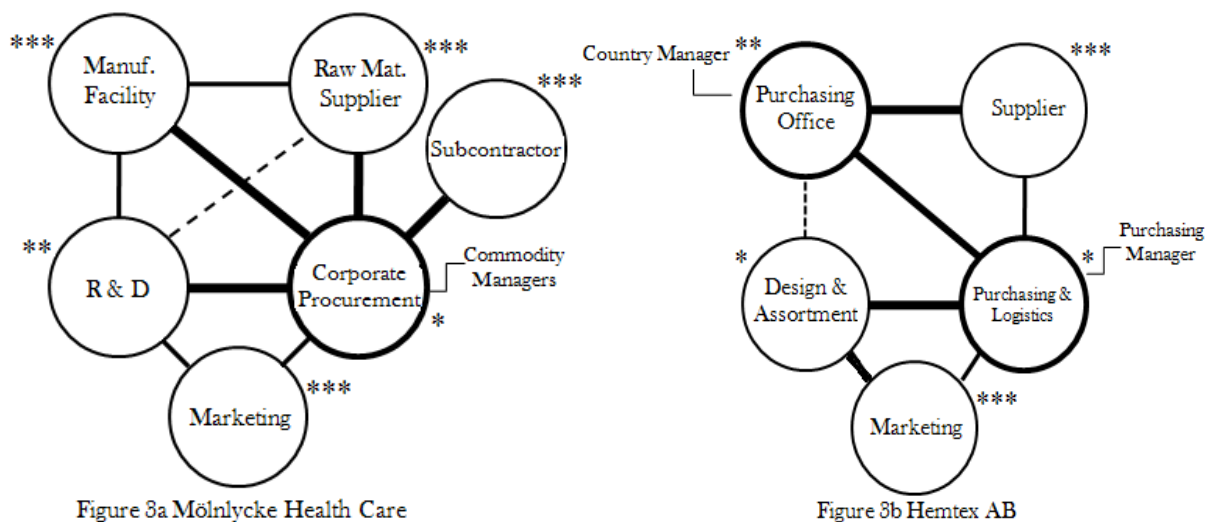 ***
Manuf.
Facility
Raw Mat.
Supplier
***
***
Subcontractor
**
R & D
Corporate
Procurement
Commodity
Managers
*
Marketing
***
Figure 3a Mölnlycke Health Care
Country Manager
**
Purchasing
Office
***
Supplier
*
Design &
Assortment
*
Purchasing
Manager
Purchasing &
Logistics
Marketing
***
Figure 3b Hemtex AB